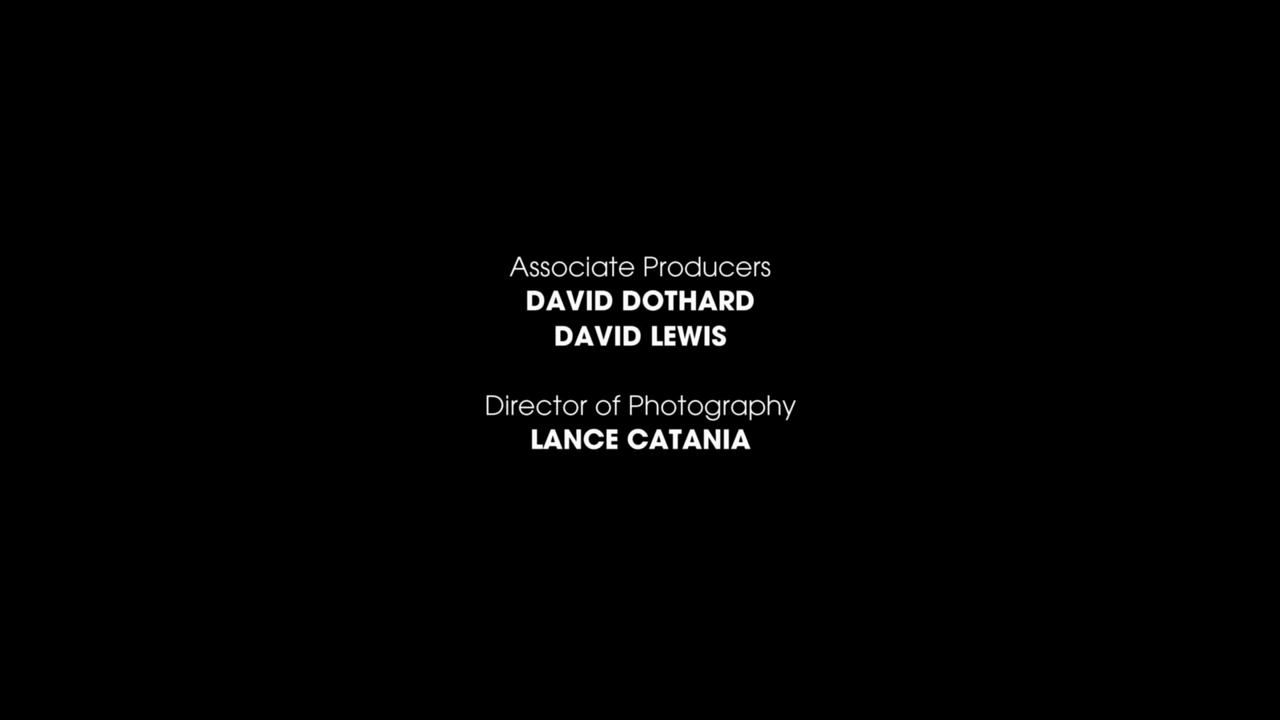 Associate Producers
DAVID DOTHARD
DAVID LEWIS
Director of Photography
LANCE CATANIA